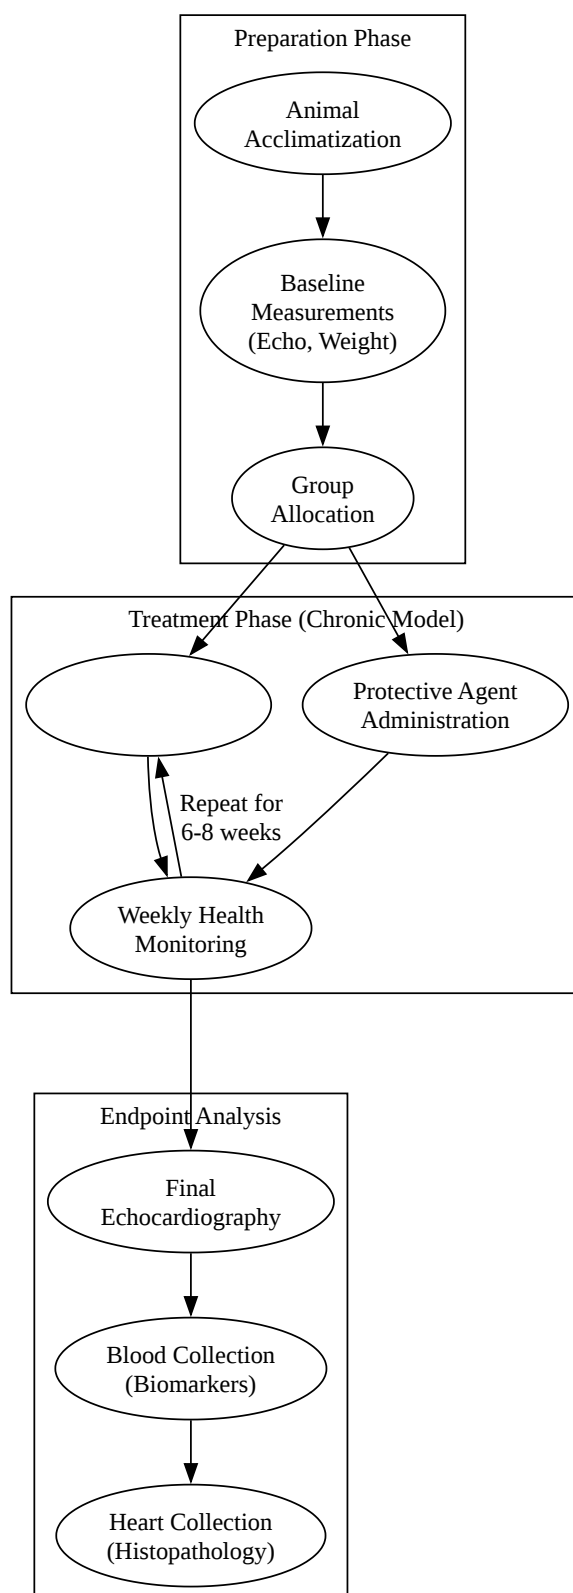 Preparation Phase
Animal
Acclimatization
Baseline
Measurements
(Echo, Weight)
Group
Allocation
Treatment Phase (Chronic Model)
Protective Agent
Administration
Repeat for
6-8 weeks
Weekly Health
Monitoring
Endpoint Analysis
Final
Echocardiography
Blood Collection
(Biomarkers)
Heart Collection
(Histopathology)